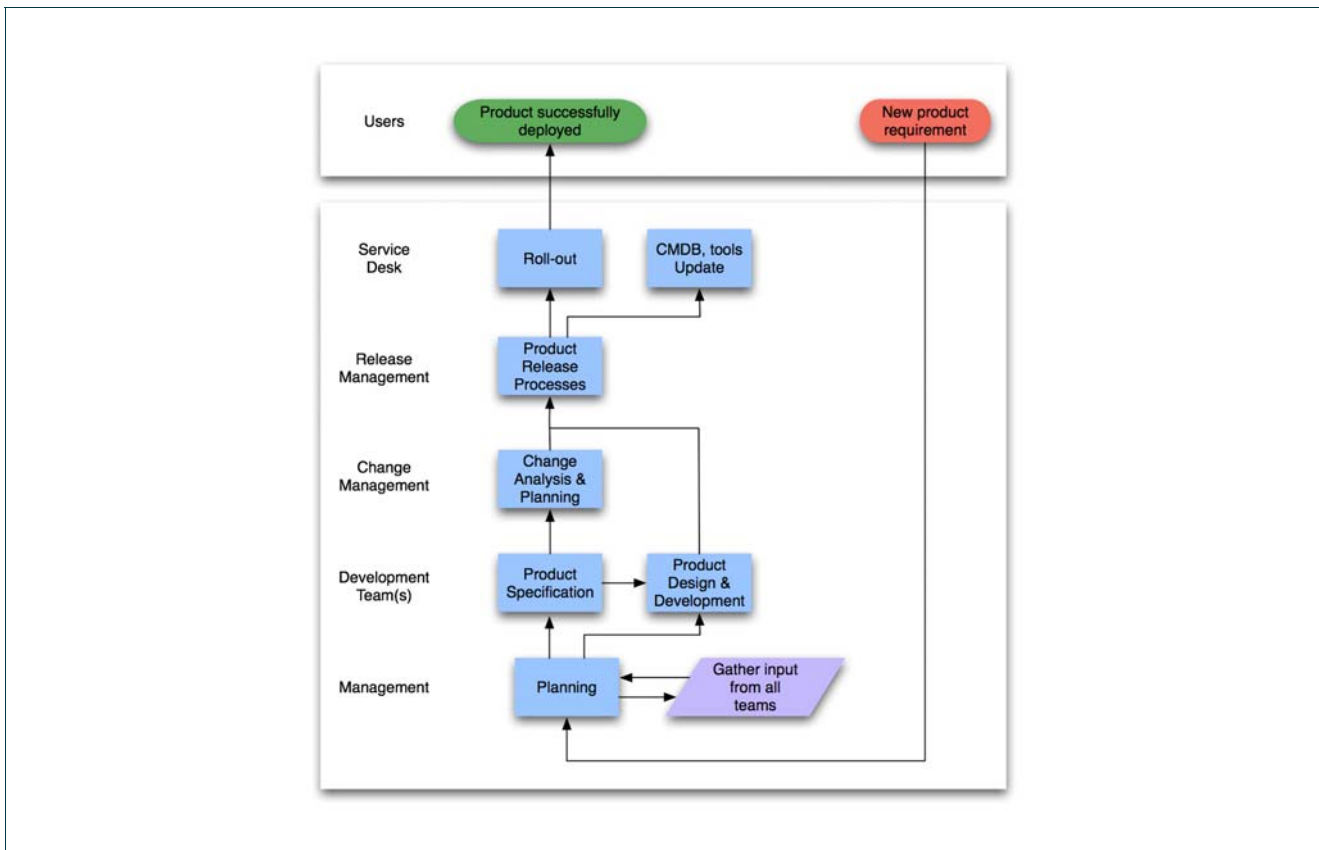 Users
Product successfully
deployed
New product
requirement
Service
Desk
Roll-out
CMDB, tools
Update
Release
Management
Product
Release
Processes
Change
Management
Change
Analysis &
Planning
Development
Team(s)
Product
Specification
Product
Design &
Development
Management
Planning
Gather input
from all
teams